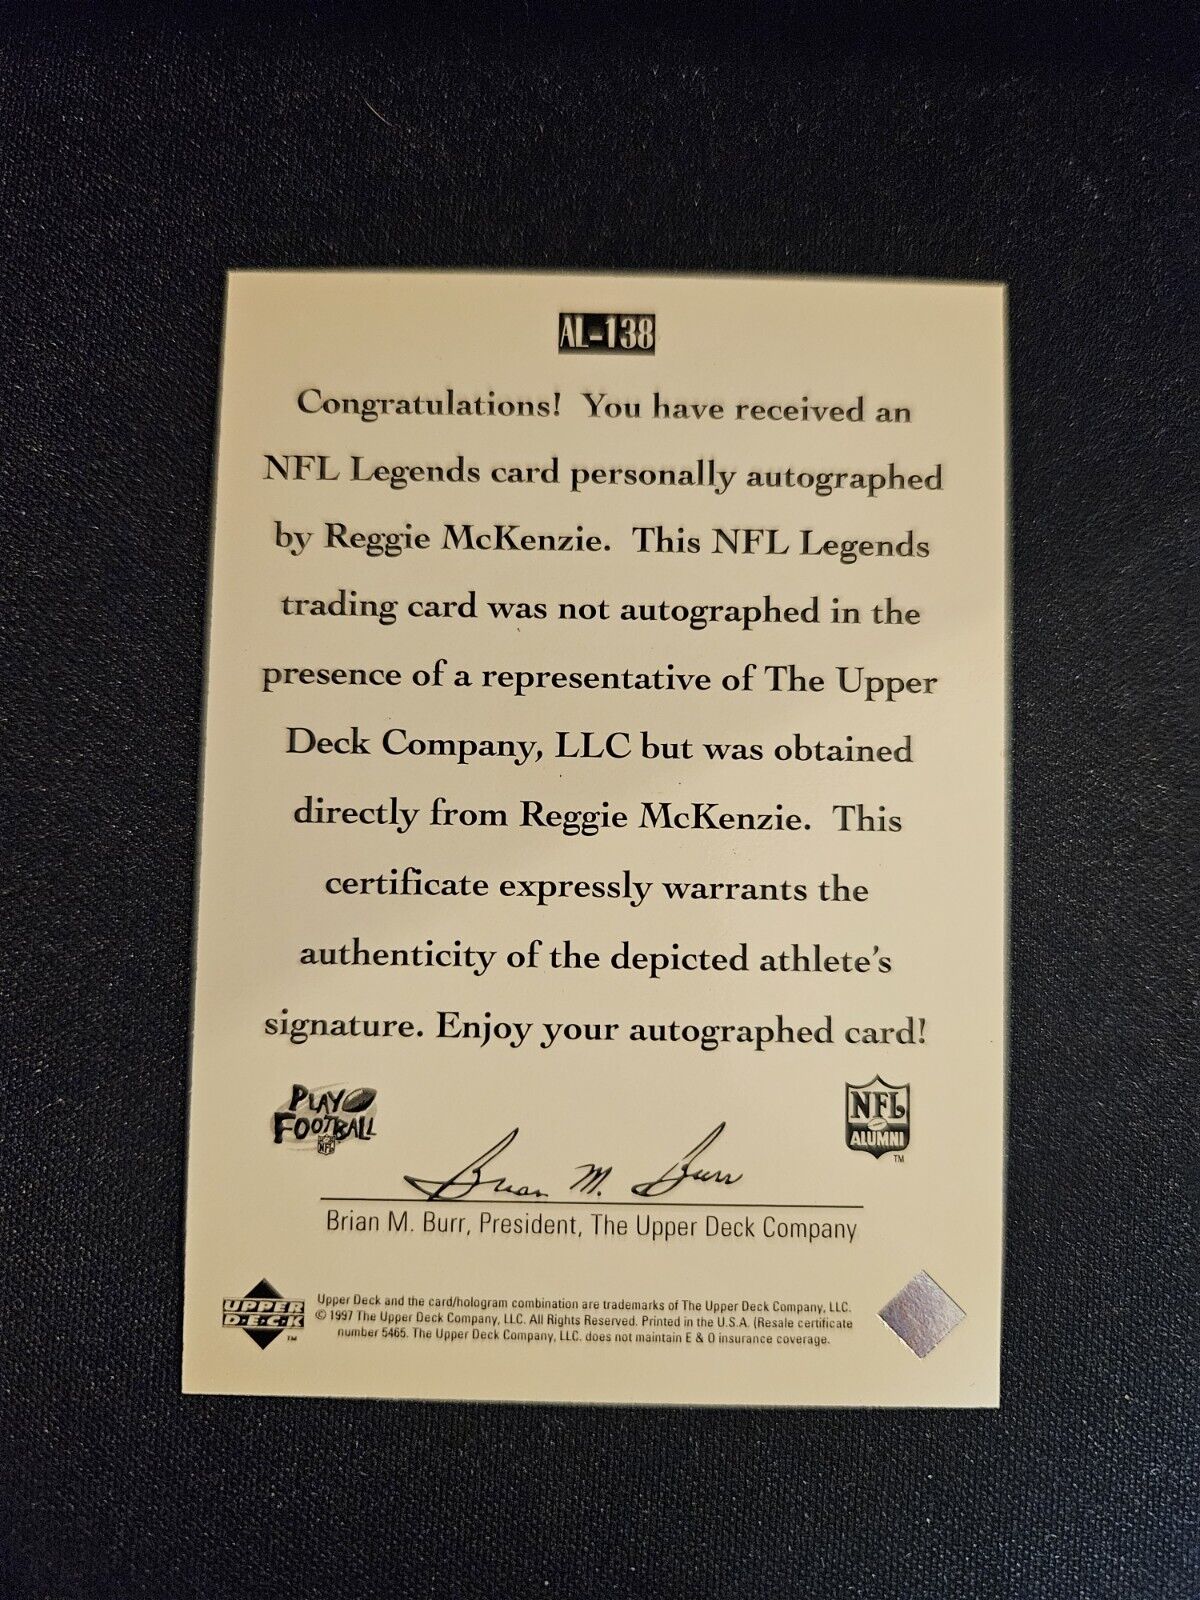 AL-138
Congratulations! You have received an
NFL Legends card personally autographed
by Reggie McKenzie. This NFL Legends
trading card was not autographed in the
presence of a representative of The Upper
Deck Company, LLC but was obtained
directly from Reggie McKenzie. This
certificate expressly warrants the
authenticity of the depicted athlete's
signature. Enjoy your autographed card!
PLAY
FOOTBALL
NFL
NFL
ALUMNI
TM
Brian M. Burr
Brian M. Burr, President, The Upper Deck Company
UPPER
D·E·C·K
TM
Upper Deck and the card/hologram combination are trademarks of The Upper Deck Company, LLC.
© 1997 The Upper Deck Company, LLC. All Rights Reserved. Printed in the U.S.A. (Resale certificate
number 5465. The Upper Deck Company, LLC. does not maintain E & O insurance coverage.